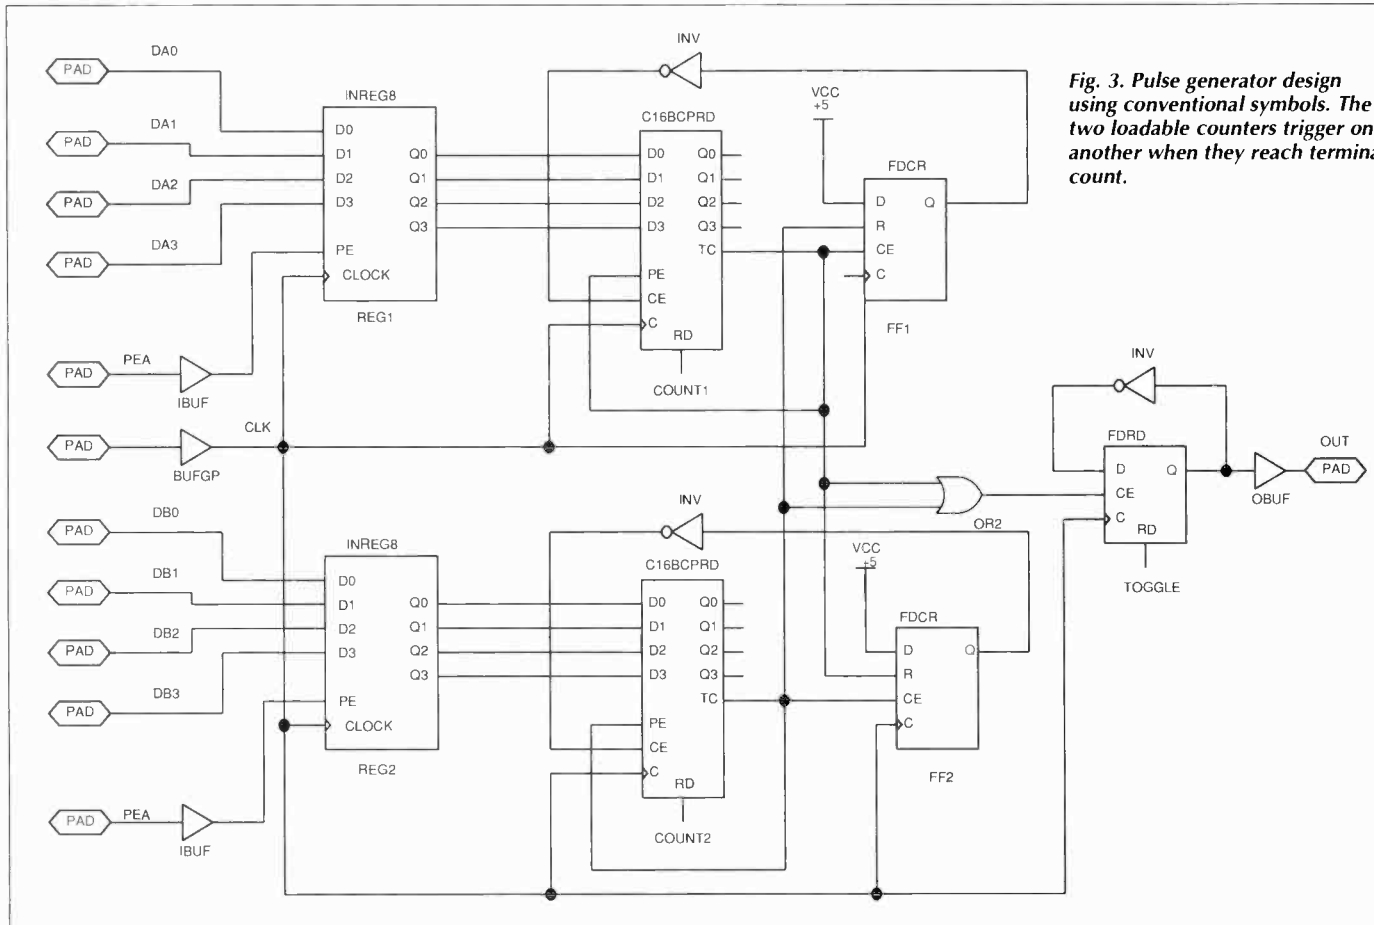 Fig. 3. Pulse generator design
using conventional symbols. The
two loadable counters trigger on
another when they reach termina
count.
DA0
PAD
DA1
PAD
DA2
PAD
DA3
PAD
PEA
PAD
IBUF
CLK
PAD
BUFGP
INREG8
D0
D1
D2
D3
PE
CLOCK
Q0
Q1
Q2
Q3
REG1
INV
C16BCPRD
D0
D1
D2
D3
PE
CE
C
RD
Q0
Q1
Q2
Q3
TC
COUNT1
VCC
+5
FDCR
D
R
CE
C
Q
FF1
DB0
PAD
DB1
PAD
DB2
PAD
DB3
PAD
PEA
PAD
IBUF
INREG8
D0
D1
D2
D3
PE
CLOCK
Q0
Q1
Q2
Q3
REG2
INV
C16BCPRD
D0
D1
D2
D3
PE
CE
C
RD
Q0
Q1
Q2
Q3
TC
COUNT2
VCC
+5
FDCR
D
R
CE
C
Q
FF2
OR2
INV
FDRD
D
CE
C
RD
Q
TOGGLE
OBUF
OUT
PAD